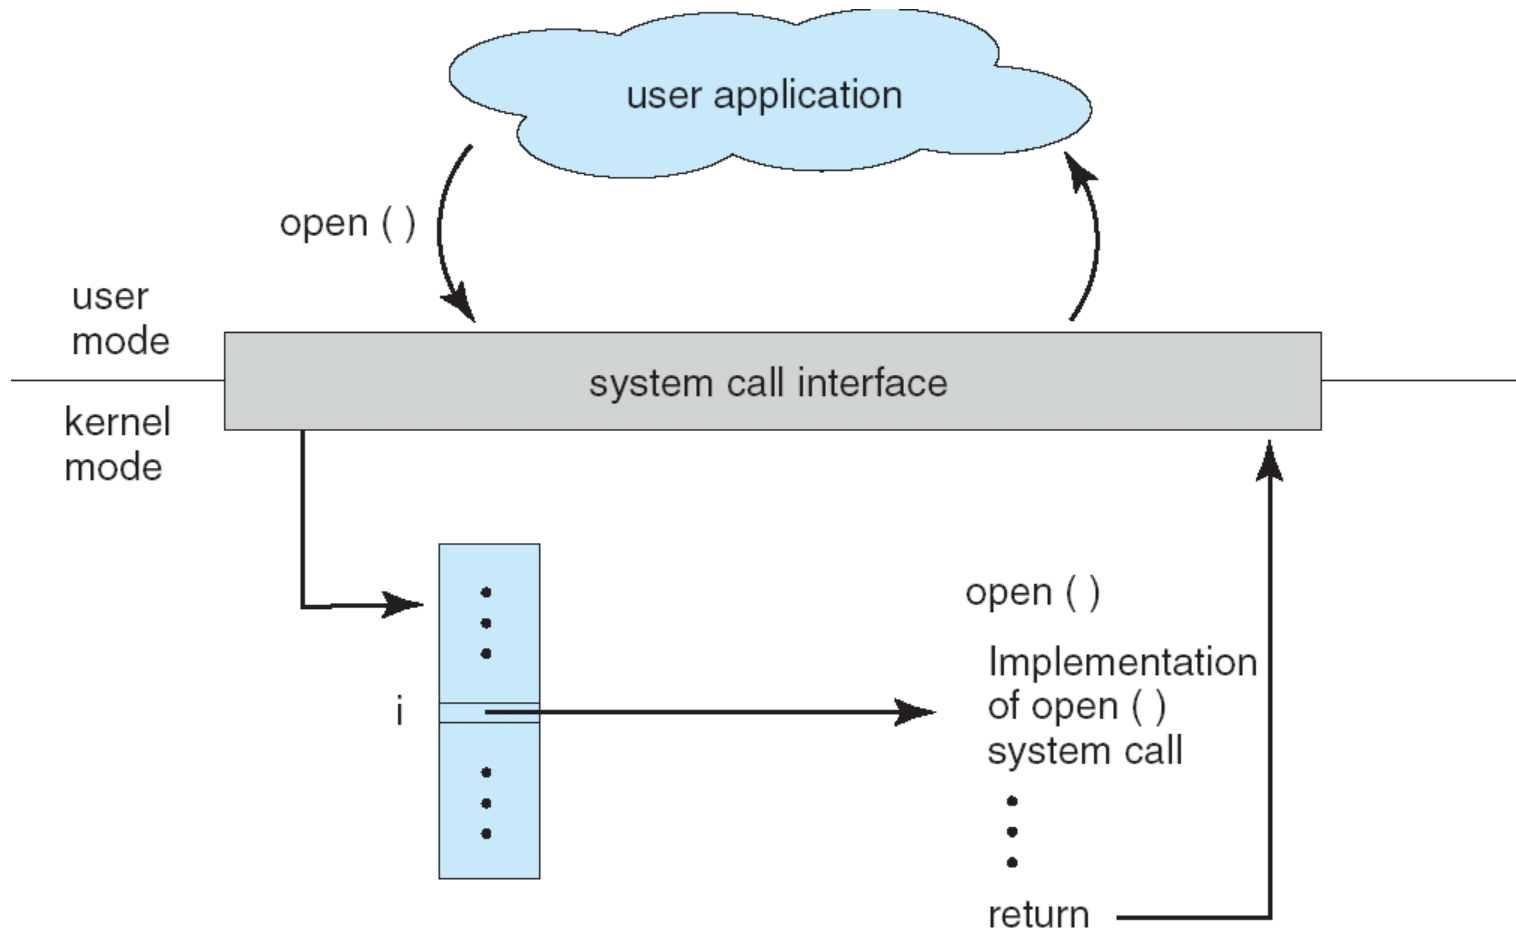 user application
open ( )
user
mode
system call interface
kernel
mode
open ( )
Implementation
of open ( )
system call
i
return